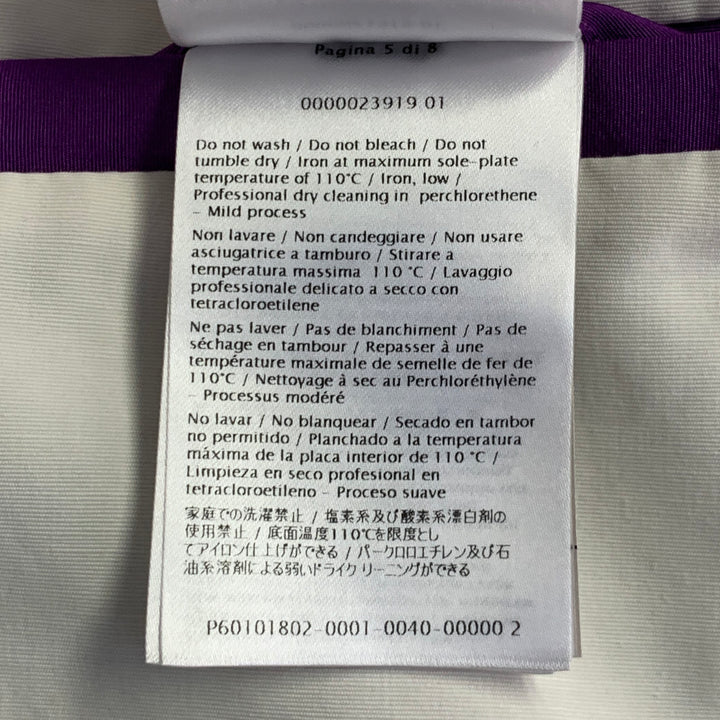 Pagina 5 di 8
0000023919 01
Do not wash / Do not bleach / Do not
tumble dry / Iron at maximum sole-plate
temperature of 110°C / Iron, low /
Professional dry cleaning in perchlorethene
- Mild process
Non lavare / Non candeggiare / Non usare
asciugatrice a tamburo / Stirare a
temperatura massima 110 °C / Lavaggio
professionale delicato a secco con
tetracloroetilene
Ne pas laver / Pas de blanchiment / Pas de
séchage en tambour / Repasser à une
température maximale de semelle de fer de
110°C / Nettoyage à sec au Perchloréthylène
- Processus modéré
No lavar / No blanquear / Secado en tambor
no permitido / Planchado a la temperatura
máxima de la placa interior de 110 °C /
Limpieza en seco profesional en
tetracloroetileno - Proceso suave
家庭での洗濯禁止 / 塩素系及び酸素系漂白剤の
使用禁止 / 底面温度110℃を限度とし
てアイロン仕上げができる / パークロロエチレン及び石
油系溶剤による弱いドライクリーニングができる
P60101802-0001-0040-00000 2